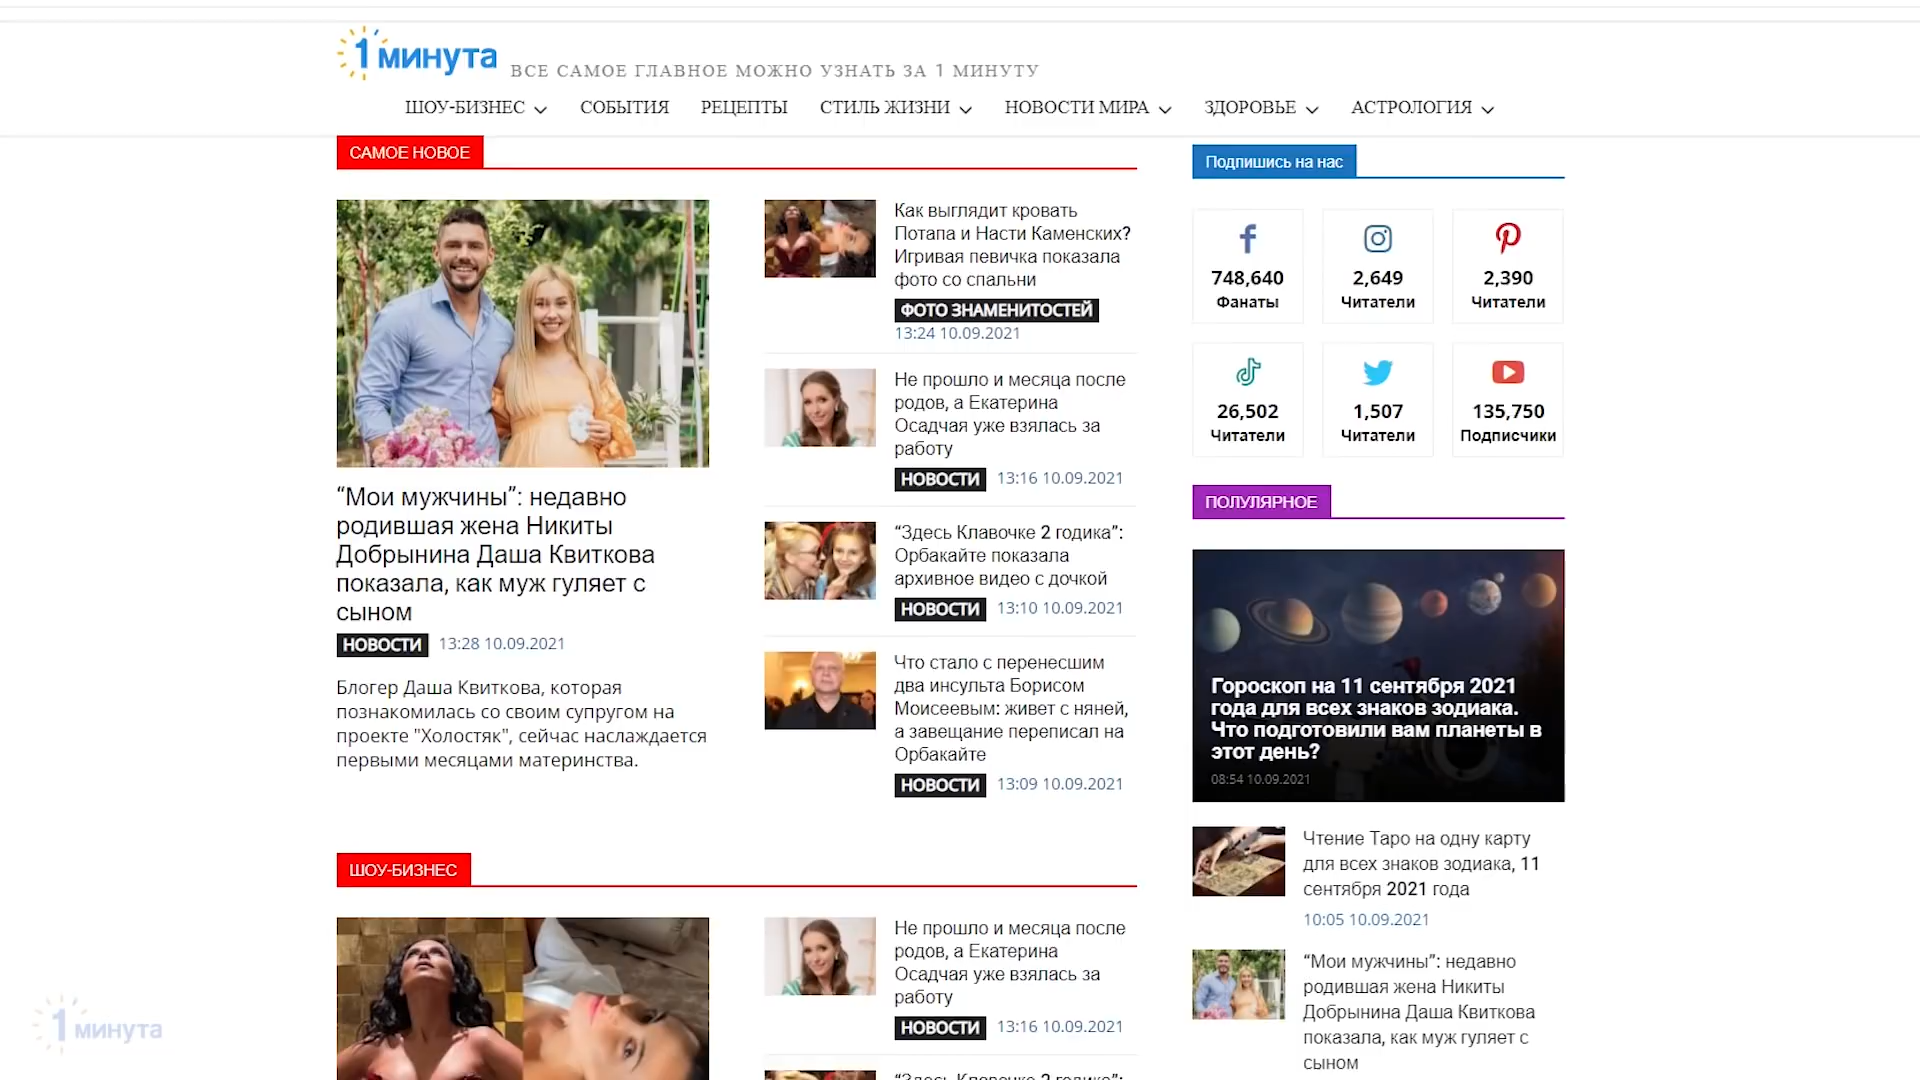 1 минута
ВСЕ САМОЕ ГЛАВНОЕ МОЖНО УЗНАТЬ ЗА 1 МИНУТУ
ШОУ-БИЗНЕС СОБЫТИЯ РЕЦЕПТЫ СТИЛЬ ЖИЗНИ НОВОСТИ МИРА ЗДОРОВЬЕ АСТРОЛОГИЯ
САМОЕ НОВОЕ
“Мои мужчины”: недавно
родившая жена Никиты
Добрынина Даша Квиткова
показала, как муж гуляет с
сыном
НОВОСТИ 13:28 10.09.2021
Блогер Даша Квиткова, которая
познакомилась со своим супругом на
проекте "Холостяк", сейчас наслаждается
первыми месяцами материнства.
Как выглядит кровать
Потапа и Насти Каменских?
Игривая певичка показала
фото со спальни
ФОТО ЗНАМЕНИТОСТЕЙ
13:24 10.09.2021
Не прошло и месяца после
родов, а Екатерина
Осадчая уже взялась за
работу
НОВОСТИ 13:16 10.09.2021
“Здесь Клавочке 2 годика”:
Орбакайте показала
архивное видео с дочкой
НОВОСТИ 13:10 10.09.2021
Что стало с перенесшим
два инсульта Борисом
Моисеевым: живет с няней,
а завещание переписал на
Орбакайте
НОВОСТИ 13:09 10.09.2021
ШОУ-БИЗНЕС
Не прошло и месяца после
родов, а Екатерина
Осадчая уже взялась за
работу
НОВОСТИ 13:16 10.09.2021
“Здесь Клавочке 2 годика”:
Подпишись на нас
748,640 2,649 2,390
Фанаты Читатели Читатели
26,502 1,507 135,750
Читатели Читатели Подписчики
ПОПУЛЯРНОЕ
Гороскоп на 11 сентября 2021
года для всех знаков зодиака.
Что подготовили вам планеты в
этот день?
08:54 10.09.2021
Чтение Таро на одну карту
для всех знаков зодиака, 11
сентября 2021 года
10:05 10.09.2021
“Мои мужчины”: недавно
родившая жена Никиты
Добрынина Даша Квиткова
показала, как муж гуляет с
сыном
1 минута